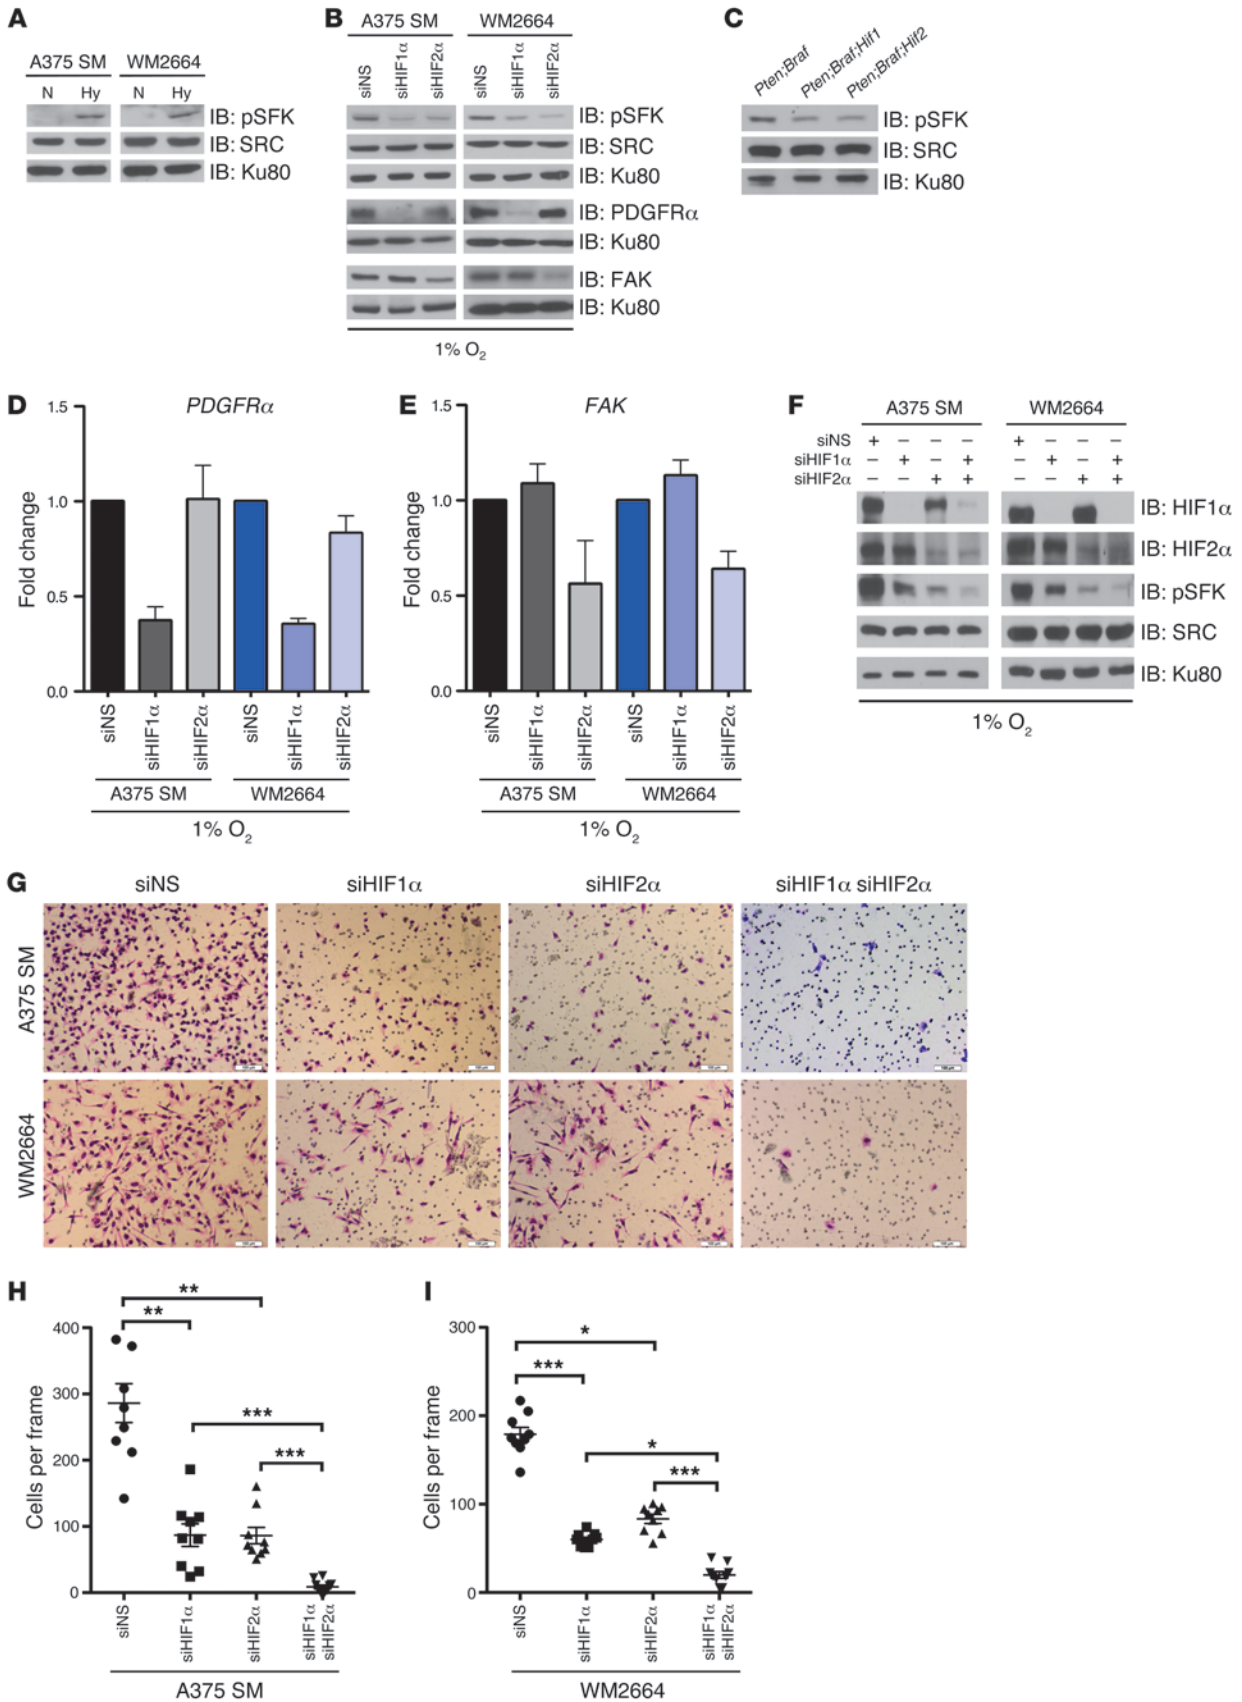 A
A375 SM WM2664
N Hy N Hy
IB: pSFK
IB: SRC
IB: Ku80
B
A375 SM WM2664
siNS siHIF1α siHIF2α siNS siHIF1α siHIF2α
IB: pSFK
IB: SRC
IB: Ku80
IB: PDGFRα
IB: Ku80
IB: FAK
IB: Ku80
1% O2
C
Pten;Braf Pten;Braf;Hif1 Pten;Braf;Hif2
IB: pSFK
IB: SRC
IB: Ku80
D
PDGFRα
Fold change
1.5
1.0
0.5
0.0
siNS siHIF1α siHIF2α siNS siHIF1α siHIF2α
A375 SM WM2664
1% O2
E
FAK
Fold change
1.5
1.0
0.5
0.0
siNS siHIF1α siHIF2α siNS siHIF1α siHIF2α
A375 SM WM2664
1% O2
F
A375 SM WM2664
siNS + – – – + – – –
siHIF1α – + – + – + – +
siHIF2α – – + + – – + +
IB: HIF1α
IB: HIF2α
IB: pSFK
IB: SRC
IB: Ku80
1% O2
G
siNS siHIF1α siHIF2α siHIF1α siHIF2α
A375 SM
WM2664
H
Cells per frame
400
300
200
100
0
** **
***
***
siNS siHIF1α siHIF2α siHIF1α siHIF2α
A375 SM
I
Cells per frame
300
200
100
0
*
***
*
***
siNS siHIF1α siHIF2α siHIF1α siHIF2α
WM2664